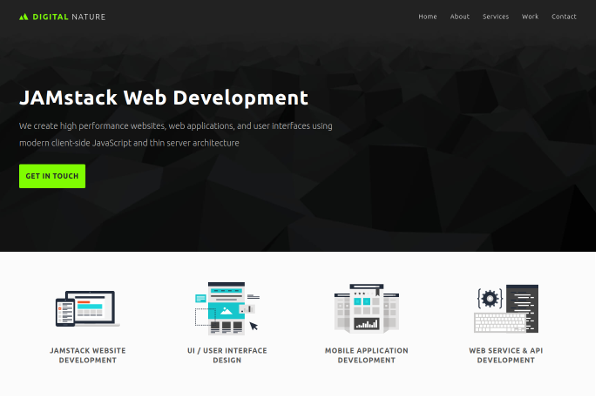 DIGITAL NATURE
Home About Services Work Contact
JAMstack Web Development
We create high performance websites, web applications, and user interfaces using
modern client-side JavaScript and thin server architecture
GET IN TOUCH
JAMSTACK WEBSITE
DEVELOPMENT
UI / USER INTERFACE
DESIGN
MOBILE APPLICATION
DEVELOPMENT
WEB SERVICE & API
DEVELOPMENT